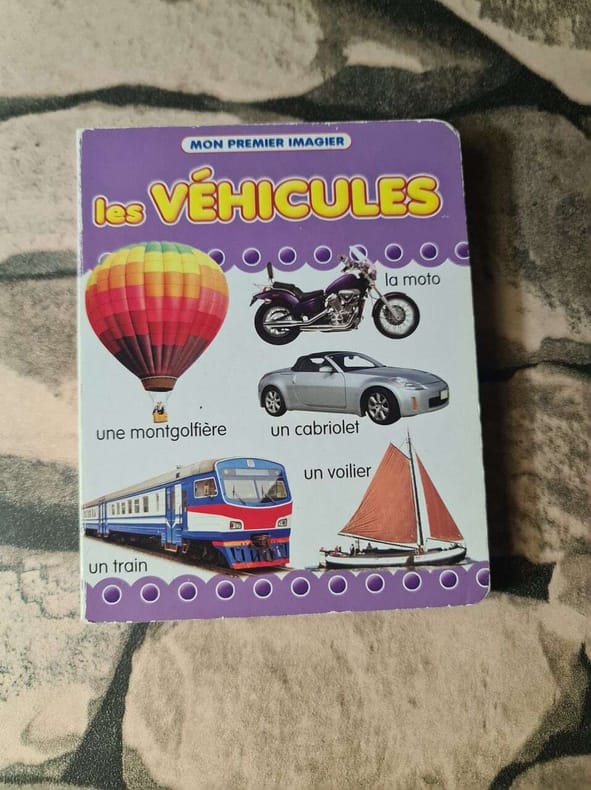 MON PREMIER IMAGIER
les VÉHICULES
la moto
une montgolfière
un cabriolet
un voilier
un train